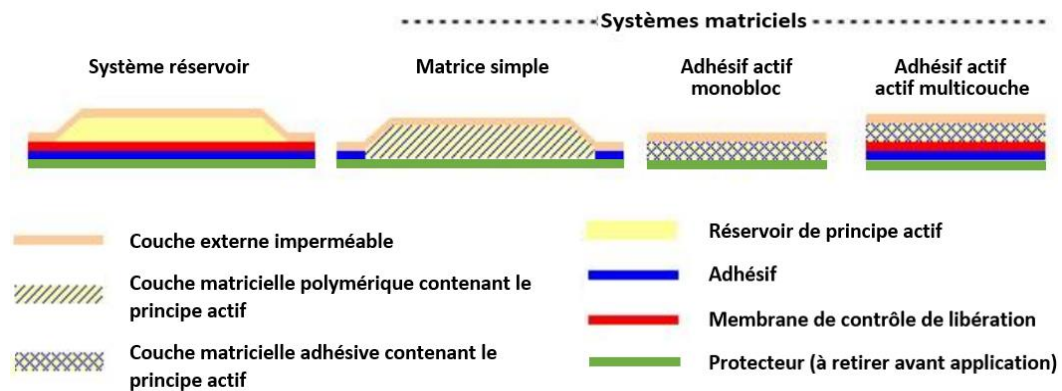 Systèmes matriciels
Système réservoir
Matrice simple
Adhésif actif
monobloc
Adhésif actif
actif multicouche
Couche externe imperméable
Couche matricielle polymérique contenant le
principe actif
Couche matricielle adhésive contenant le
principe actif
Réservoir de principe actif
Adhésif
Membrane de contrôle de libération
Protecteur (à retirer avant application)